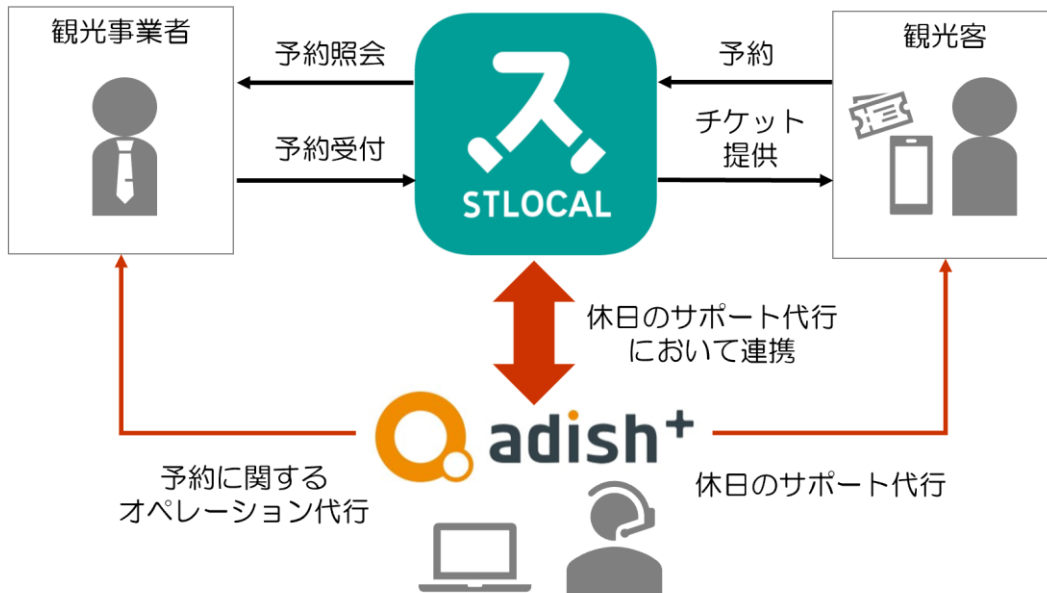 観光事業者
予約照会
予約受付
ス
STLOCAL
予約
チケット
提供
観光客
休日のサポート代行
において連携
adish+
予約に関する
オペレーション代行
休日のサポート代行